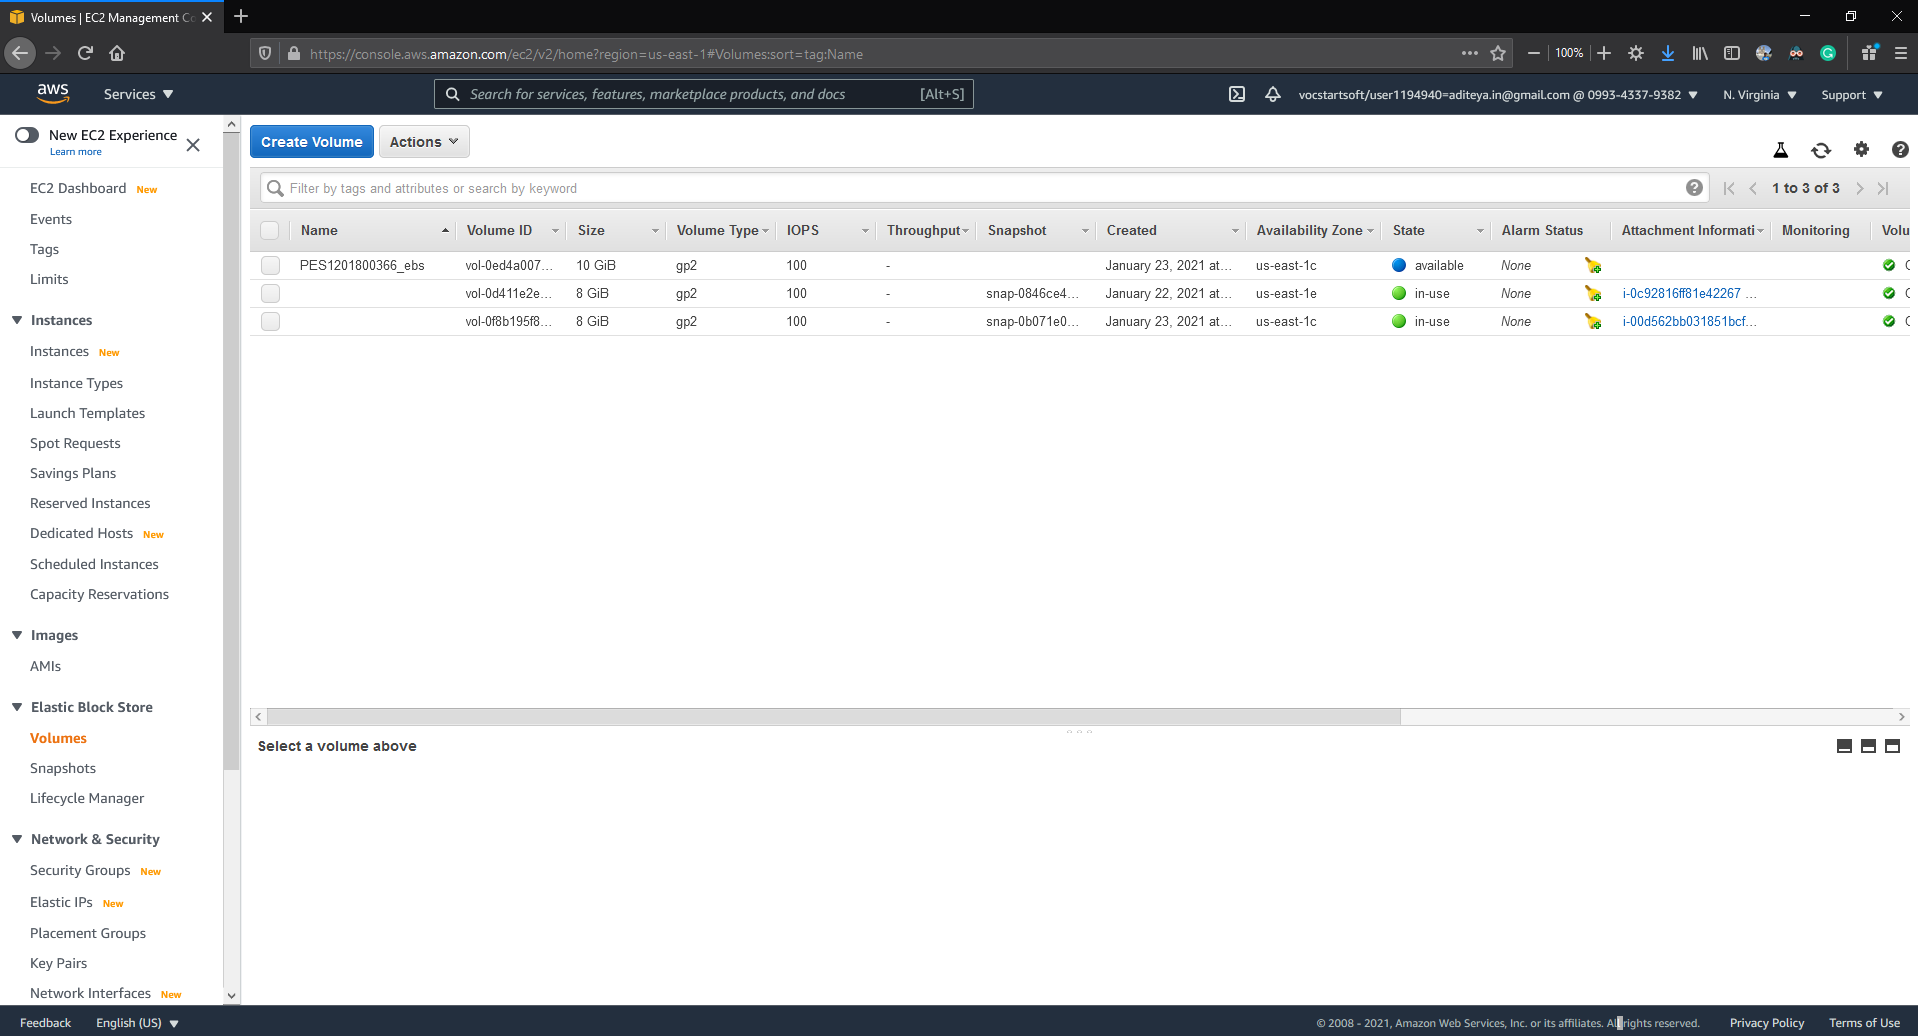 Volumes | EC2 Management Co
https://console.aws.amazon.com/ec2/v2/home?region=us-east-1#Volumes:sort=tag:Name
100%
aws
Services
Search for services, features, marketplace products, and docs [Alt+S]
vocstartsoft/user1194940=aditeya.in@gmail.com @ 0993-4337-9382
N. Virginia
Support
New EC2 Experience
Learn more
EC2 Dashboard New
Events
Tags
Limits
Instances
Instances New
Instance Types
Launch Templates
Spot Requests
Savings Plans
Reserved Instances
Dedicated Hosts New
Scheduled Instances
Capacity Reservations
Images
AMIs
Elastic Block Store
Volumes
Snapshots
Lifecycle Manager
Network & Security
Security Groups New
Elastic IPs New
Placement Groups
Key Pairs
Network Interfaces New
Create Volume
Actions
Filter by tags and attributes or search by keyword
1 to 3 of 3
Name Volume ID Size Volume Type IOPS Throughput Snapshot Created Availability Zone State Alarm Status Attachment Informati Monitoring Volu
PES1201800366_ebs vol-0ed4a007... 10 GiB gp2 100 - January 23, 2021 at... us-east-1c available None
vol-0d411e2e... 8 GiB gp2 100 - snap-0846ce4... January 22, 2021 at... us-east-1e in-use None i-0c92816ff81e42267 ...
vol-0f8b195f8... 8 GiB gp2 100 - snap-0b071e0... January 23, 2021 at... us-east-1c in-use None i-00d562bb031851bcf...
Select a volume above
Feedback
English (US)
© 2008 - 2021, Amazon Web Services, Inc. or its affiliates. All rights reserved.
Privacy Policy
Terms of Use